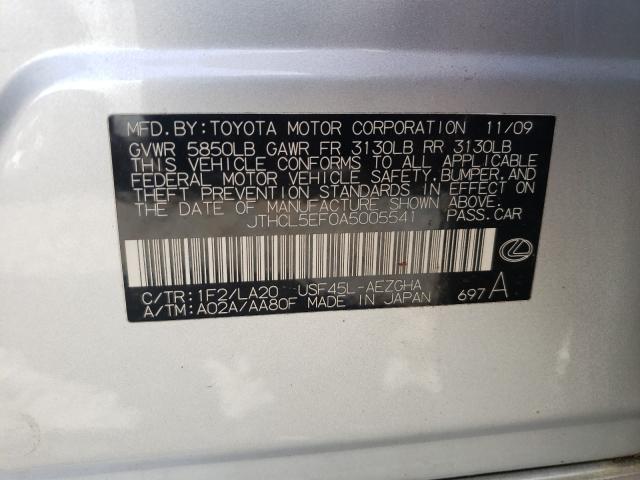 MFD.BY:TOYOTA MOTOR CORPORATION 11/09
GVWR 5850LB GAWR FR 3130LB RR 3130LB
THIS VEHICLE CONFORMS TO ALL APPLICABLE
FEDERAL MOTOR VEHICLE SAFETY,BUMPER,AND
THEFT PREVENTION STANDARDS IN EFFECT ON
THE DATE OF MANUFACTURE SHOWN ABOVE.
JTHCL5EF0A5005541 PASS.CAR
C/TR:1F2/LA20 USF45L-AEZGHA
A/TM:A02A/AA80F MADE IN JAPAN 697A